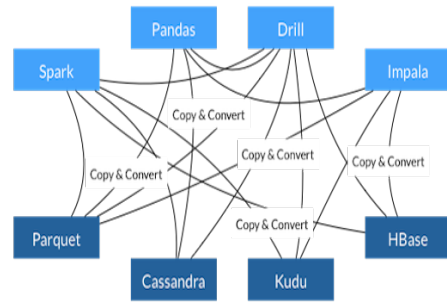 Pandas
Drill
Spark
Impala
Copy & Convert
Copy & Convert
Copy & Convert
Copy & Convert
Copy & Convert
Parquet
HBase
Cassandra
Kudu